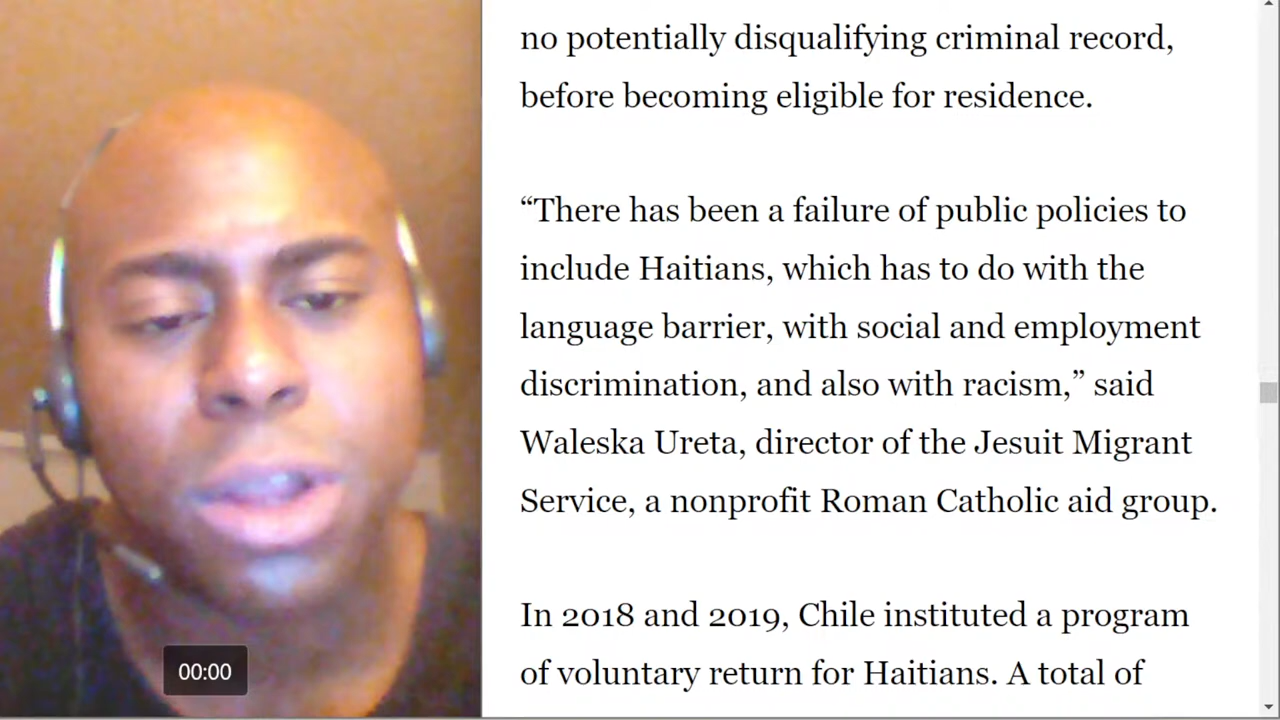 no potentially disqualifying criminal record,
before becoming eligible for residence.
“There has been a failure of public policies to
include Haitians, which has to do with the
language barrier, with social and employment
discrimination, and also with racism,” said
Waleska Ureta, director of the Jesuit Migrant
Service, a nonprofit Roman Catholic aid group.
In 2018 and 2019, Chile instituted a program
of voluntary return for Haitians. A total of
00:00